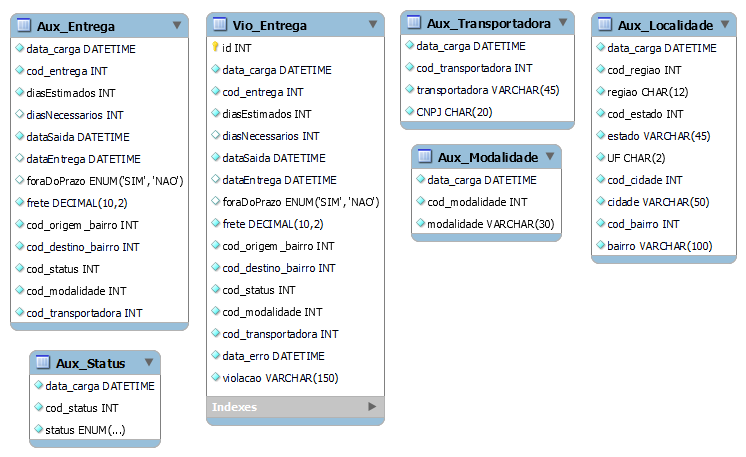 Aux_Entrega
data_carga DATETIME
cod_entrega INT
diasEstimados INT
diasNecessarios INT
dataSaida DATETIME
dataEntrega DATETIME
foraDoPrazo ENUM('SIM', 'NAO')
frete DECIMAL(10,2)
cod_origem _bairro INT
cod_destino_bairro INT
cod_status INT
cod_modalidade INT
cod_transportadora INT
Aux_Status
data_carga DATETIME
cod_status INT
status ENUM(...)
Vio_Entrega
id INT
data_carga DATETIME
cod_entrega INT
diasEstimados INT
diasNecessarios INT
dataSaida DATETIME
dataEntrega DATETIME
foraDoPrazo ENUM('SIM', 'NAO')
frete DECIMAL(10,2)
cod_origem _bairro INT
cod_destino_bairro INT
cod_status INT
cod_modalidade INT
cod_transportadora INT
data_erro DATETIME
violacao VARCHAR(150)
Indexes
Aux_Transportadora
data_carga DATETIME
cod_transportadora INT
transportadora VARCHAR(45)
CNPJ CHAR(20)
Aux_Modalidade
data_carga DATETIME
cod_modalidade INT
modalidade VARCHAR(30)
Aux_Localidade
data_carga DATETIME
cod_regiao INT
regiao CHAR(12)
cod_estado INT
estado VARCHAR(45)
UF CHAR(2)
cod_cidade INT
cidade VARCHAR(50)
cod_bairro INT
bairro VARCHAR(100)